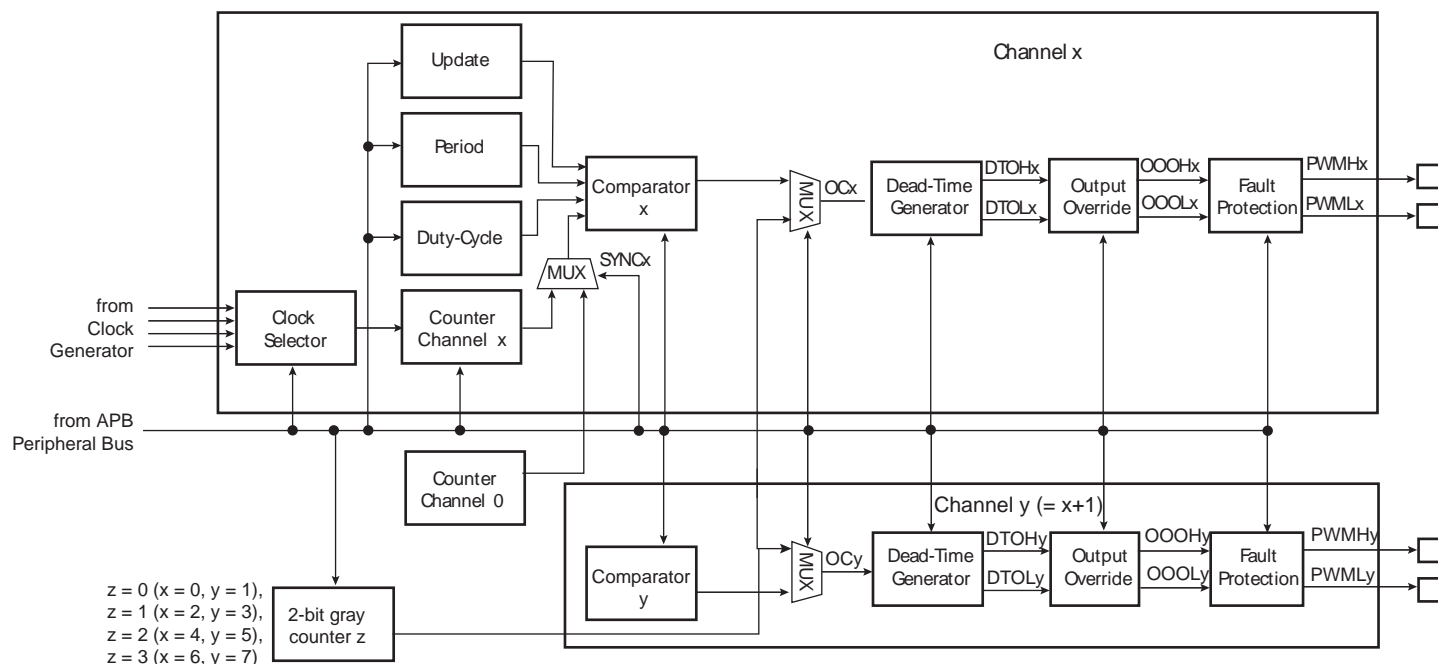 Channel x
Update
Period
Comparator
x
Duty-Cycle
MUX
SYNCx
from
Clock
Generator
Clock
Selector
Counter
Channel x
MUX
OCx
Dead-Time
Generator
DTOHx
DTOLx
Output
Override
OOOHx
OOOLx
Fault
Protection
PWMHx
PWMLx
from APB
Peripheral Bus
Counter
Channel 0
Channel y (= x+1)
Comparator
y
MUX
OCy
Dead-Time
Generator
DTOHy
DTOLy
Output
Override
OOOHy
OOOLy
Fault
Protection
PWMHy
PWMLy
z = 0 (x = 0, y = 1),
z = 1 (x = 2, y = 3),
z = 2 (x = 4, y = 5),
z = 3 (x = 6, y = 7)
2-bit gray
counter z